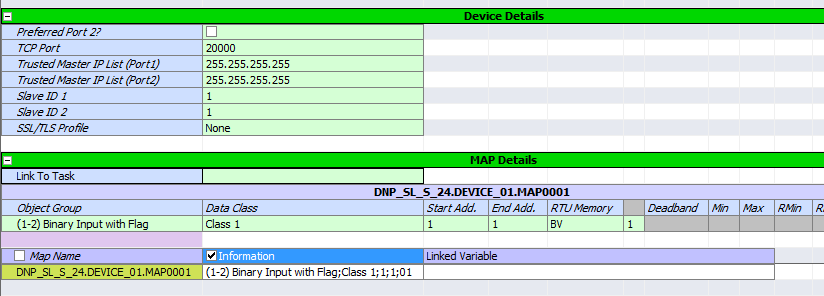 Device Details
Preferred Port 2?
TCP Port 20000
Trusted Master IP List (Port1) 255.255.255.255
Trusted Master IP List (Port2) 255.255.255.255
Slave ID 1 1
Slave ID 2 1
SSL/TLS Profile None
MAP Details
Link To Task
DNP_SL_S_24.DEVICE_01.MAP0001
Object Group Data Class Start Add. End Add. RTU Memory Deadband Min Max RMin
(1-2) Binary Input with Flag Class 1 1 1 BV 1
Map Name Information Linked Variable
DNP_SL_S_24.DEVICE_01.MAP0001 (1-2) Binary Input with Flag;Class 1;1;1;01